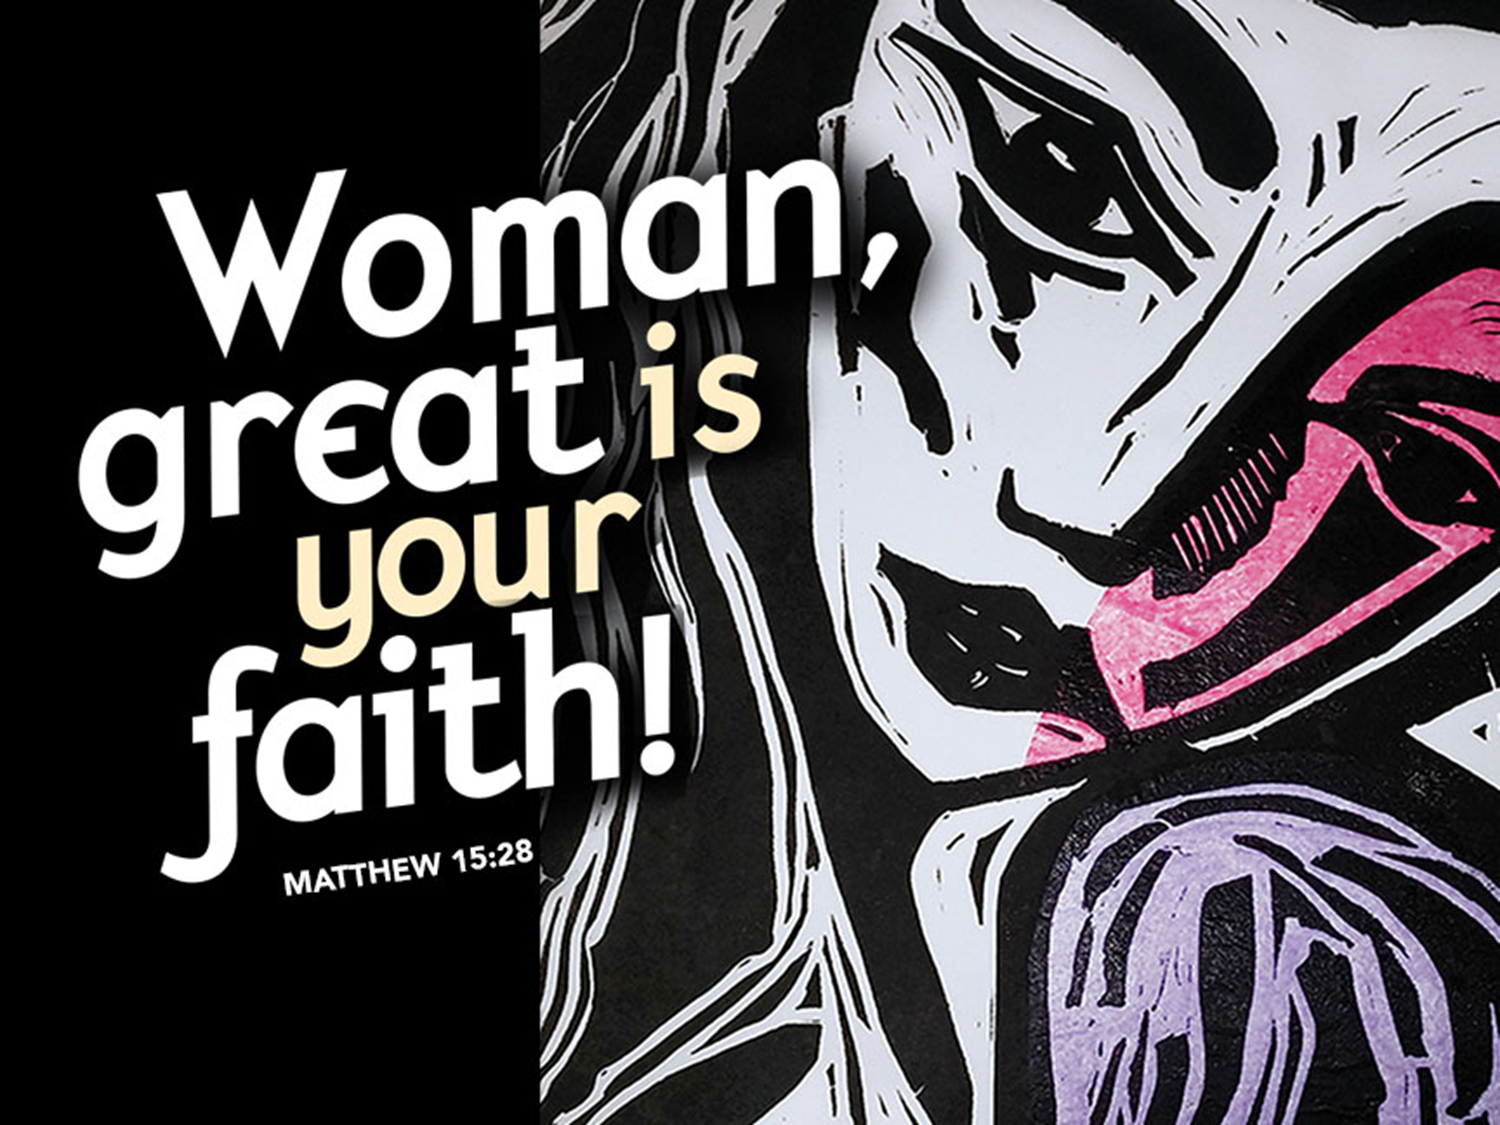 Woman,
great is
your
faith!
MATTHEW 15:28